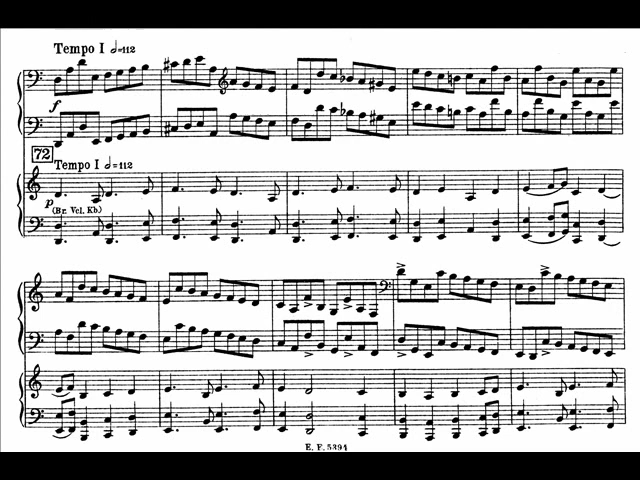 Tempo I 𝅗𝅥=112
f
72
Tempo I 𝅗𝅥=112
p
(Br. Vcl. Kb.)
E. F. 5394